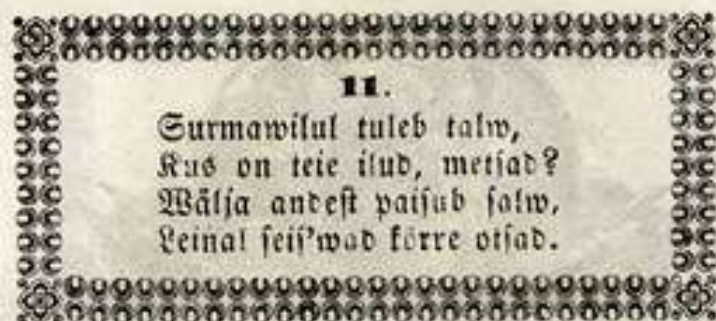 11.
Surmawilul tuleb talw,
Kus on teie ilud, metsad?
Wälja andest paisub salw,
Leinal seis'wad kõrre otsad.